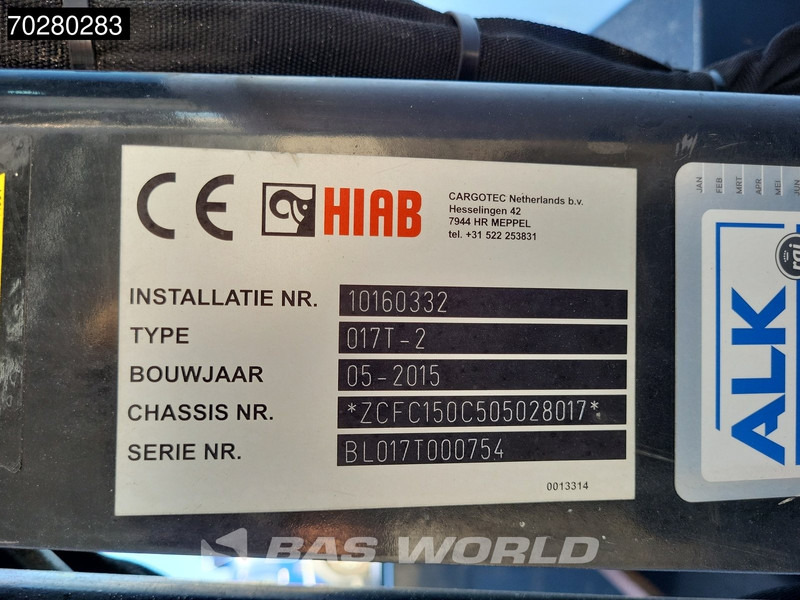 70280283
CE HIAB
CARGOTEC Netherlands b.v.
Hesselingen 42
7944 HR MEPPEL
tel. +31 522 253831
INSTALLATIE NR. 10160332
TYPE 017T-2
BOUWJAAR 05-2015
CHASSIS NR. *ZCFC150C505028017*
SERIE NR. BL017T000754
0013314
JAN
FEB
MRT
APR
MEI
JUN
rai
ALK
BAS WORLD